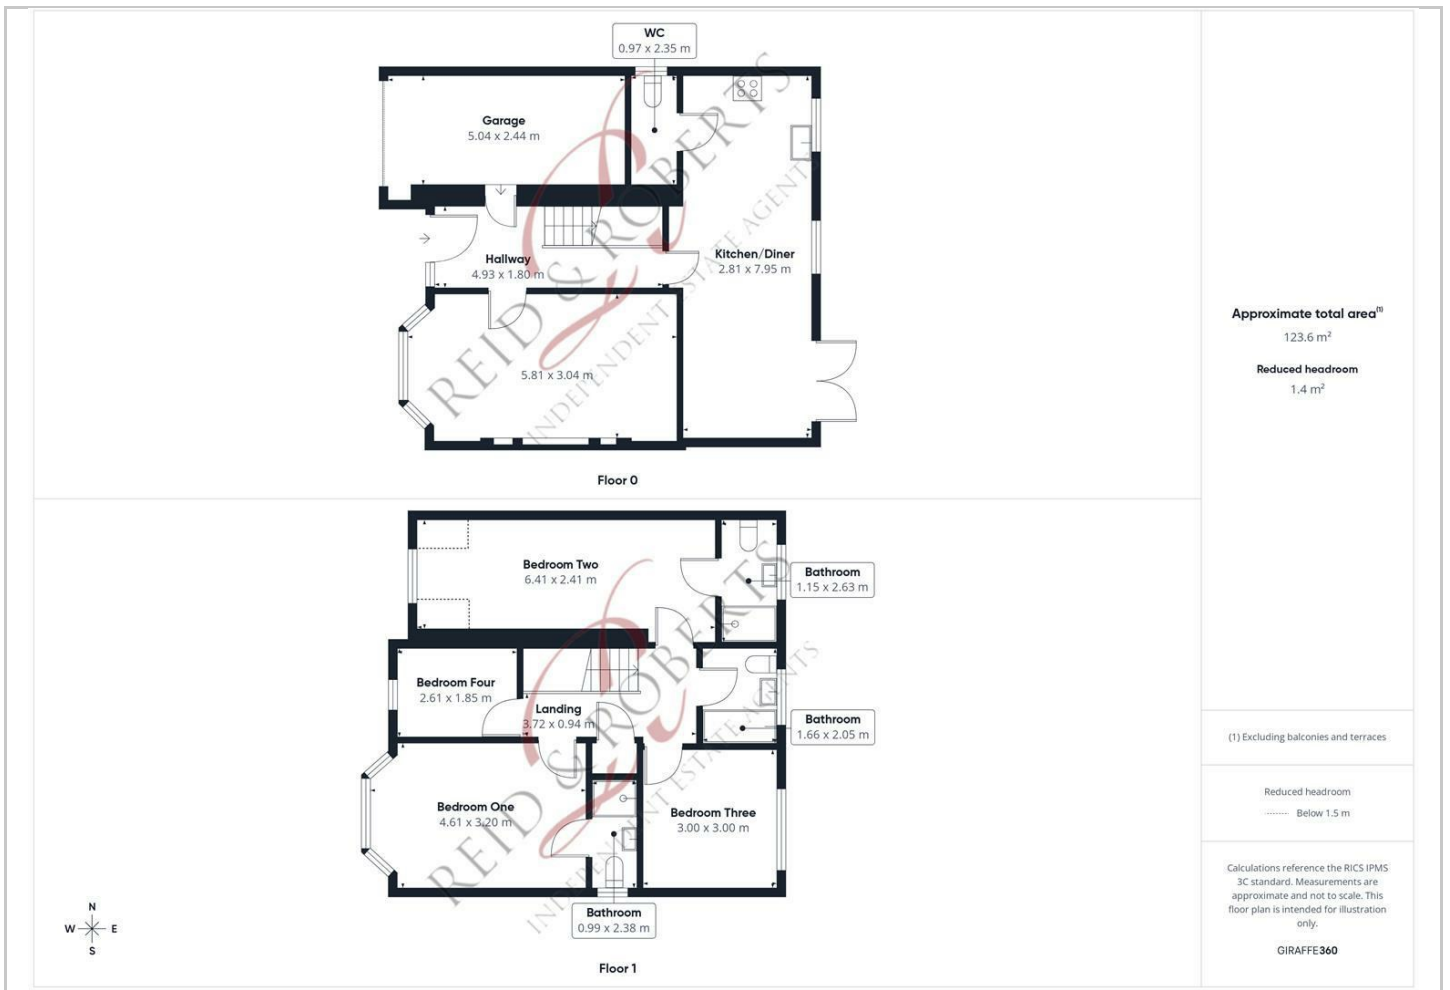 WC
0.97 x 2.35 m
Garage
5.04 x 2.44 m
Hallway
4.93 x 1.80 m
Kitchen/Diner
2.81 x 7.95 m
5.81 x 3.04 m
REID & ROBERTS
INDEPENDENT ESTATE AGENTS
Floor 0
Bedroom Two
6.41 x 2.41 m
Bathroom
1.15 x 2.63 m
Bedroom Four
2.61 x 1.85 m
Landing
3.72 x 0.94 m
Bathroom
1.66 x 2.05 m
Bedroom One
4.61 x 3.20 m
Bedroom Three
3.00 x 3.00 m
Bathroom
0.99 x 2.38 m
REID & ROBERTS
INDEPENDENT ESTATE AGENTS
N
W E
S
Floor 1
Approximate total area(1)
123.6 m²
Reduced headroom
1.4 m²
(1) Excluding balconies and terraces
Reduced headroom
Below 1.5 m
Calculations reference the RICS IPMS
3C standard. Measurements are
approximate and not to scale. This
floor plan is intended for illustration
only.
GIRAFFE360